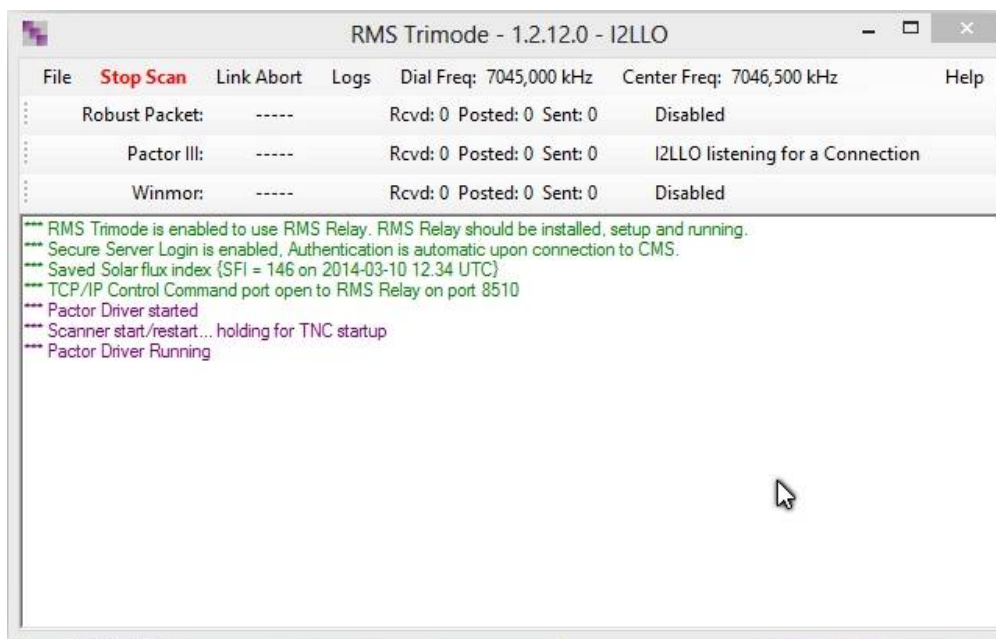 RMS Trimode - 1.2.12.0 - I2LLO
File Stop Scan Link Abort Logs Dial Freq: 7045,000 kHz Center Freq: 7046,500 kHz Help
Robust Packet: ----- Rcvd: 0 Posted: 0 Sent: 0 Disabled
Pactor III: ----- Rcvd: 0 Posted: 0 Sent: 0 I2LLO listening for a Connection
Winmor: ----- Rcvd: 0 Posted: 0 Sent: 0 Disabled
*** RMS Trimode is enabled to use RMS Relay. RMS Relay should be installed, setup and running.
*** Secure Server Login is enabled, Authentication is automatic upon connection to CMS.
*** Saved Solar flux index {SFI = 146 on 2014-03-10 12.34 UTC}
*** TCP/IP Control Command port open to RMS Relay on port 8510
*** Pactor Driver started
*** Scanner start/restart... holding for TNC startup
*** Pactor Driver Running